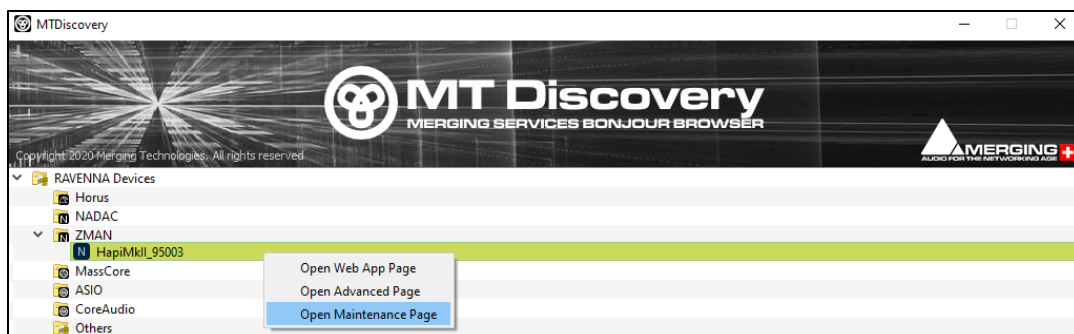 MTDiscovery
MT Discovery
MERGING SERVICES BONJOUR BROWSER
Copyright 2020 Merging Technologies. All rights reserved
MERGING
AUDIO FOR THE NETWORKING AGE
RAVENNA Devices
Horus
NADAC
ZMAN
N HapiMkII_95003
MassCore
ASIO
CoreAudio
Others
Open Web App Page
Open Advanced Page
Open Maintenance Page